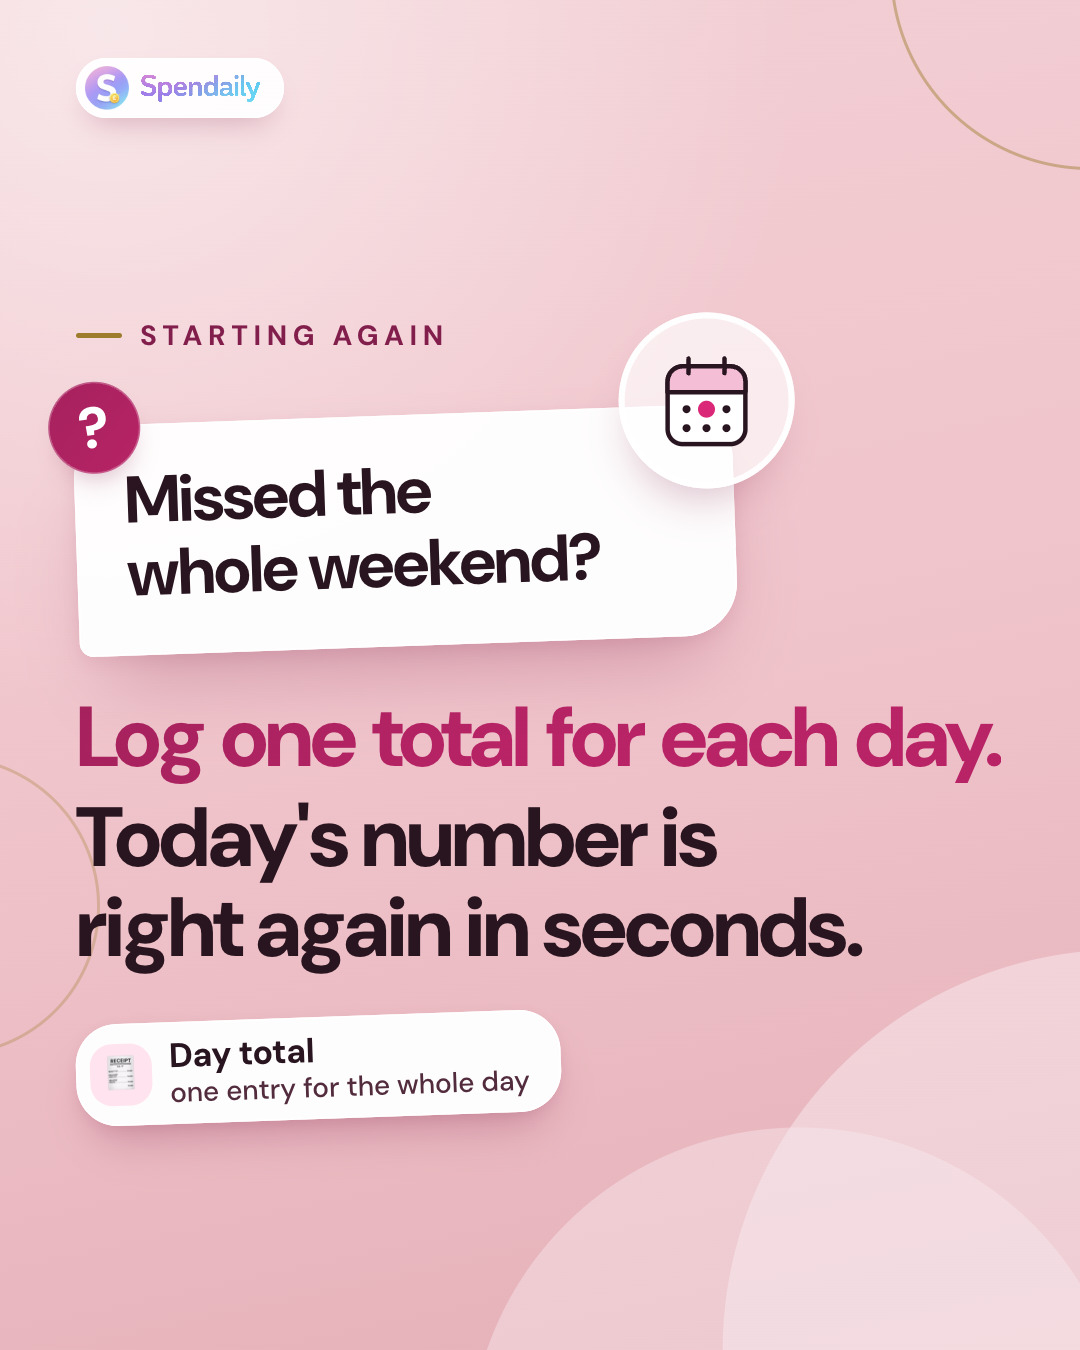 Spendaily
STARTING AGAIN
?
Missed the
whole weekend?
Log one total for each day.
Today's number is
right again in seconds.
RECEIPT
Day total
one entry for the whole day